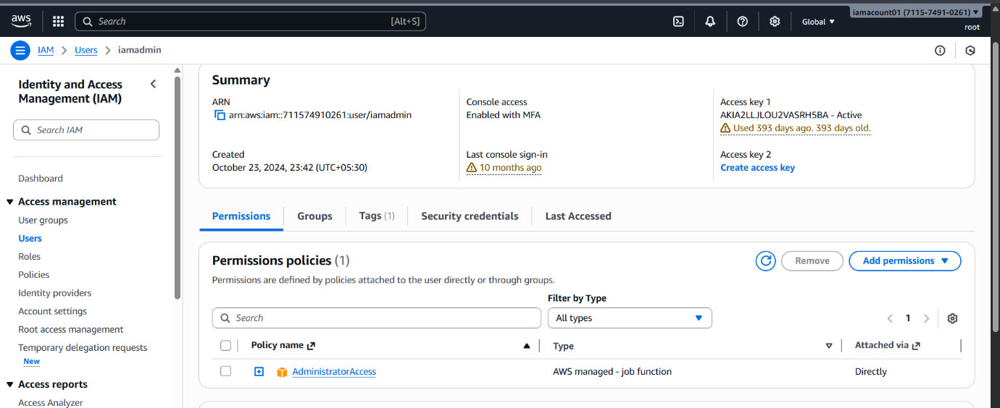 aws
Search [Alt+S]
Global
iamacount01 (7115-7491-0261)
root
IAM > Users > iamadmin
Identity and Access
Management (IAM)
Search IAM
Dashboard
Access management
User groups
Users
Roles
Policies
Identity providers
Account settings
Root access management
Temporary delegation requests
New
Access reports
Access Analyzer
Summary
ARN
arn:aws:iam::711574910261:user/iamadmin
Console access
Enabled with MFA
Access key 1
AKIA2LLJLOU2VASRH5BA - Active
Used 393 days ago. 393 days old.
Created
October 23, 2024, 23:42 (UTC+05:30)
Last console sign-in
10 months ago
Access key 2
Create access key
Permissions
Groups
Tags (1)
Security credentials
Last Accessed
Permissions policies (1)
Remove
Add permissions
Permissions are defined by policies attached to the user directly or through groups.
Filter by Type
Search
All types
1
Policy name
Type
Attached via
AdministratorAccess
AWS managed - job function
Directly